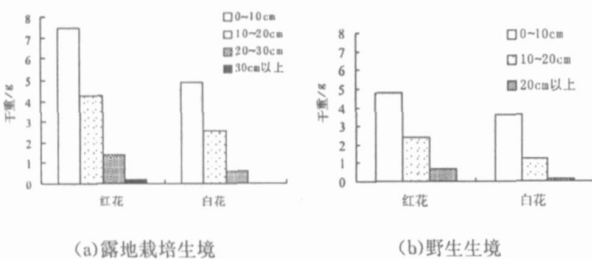 8
7
6
5
4
3
2
1
0
干重/g
□0~10cm
□10~20cm
20~30cm
30cm以上
红花
白花
(a)露地栽培生境
8
7
6
5
4
3
2
1
0
干重/g
□0~10cm
□10~20cm
20cm以上
红花
白花
(b)野生生境